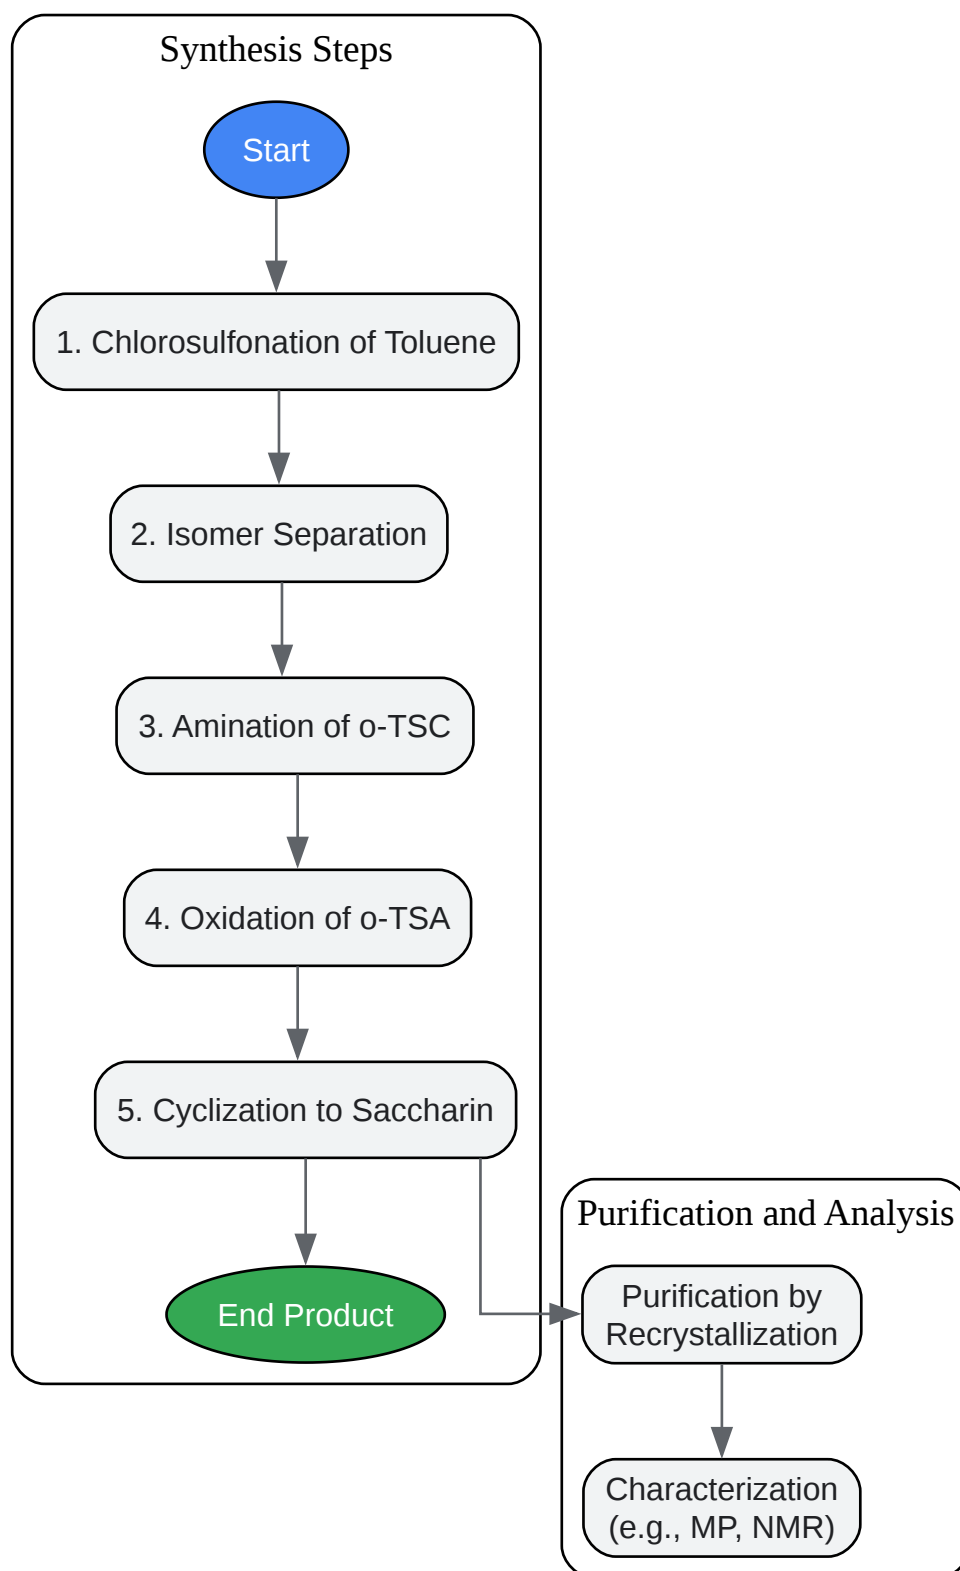 Synthesis Steps
Start
1. Chlorosulfonation of Toluene
2. Isomer Separation
3. Amination of o-TSC
4. Oxidation of o-TSA
5. Cyclization to Saccharin
End Product
Purification and Analysis
Purification by
Recrystallization
Characterization
(e.g., MP, NMR)